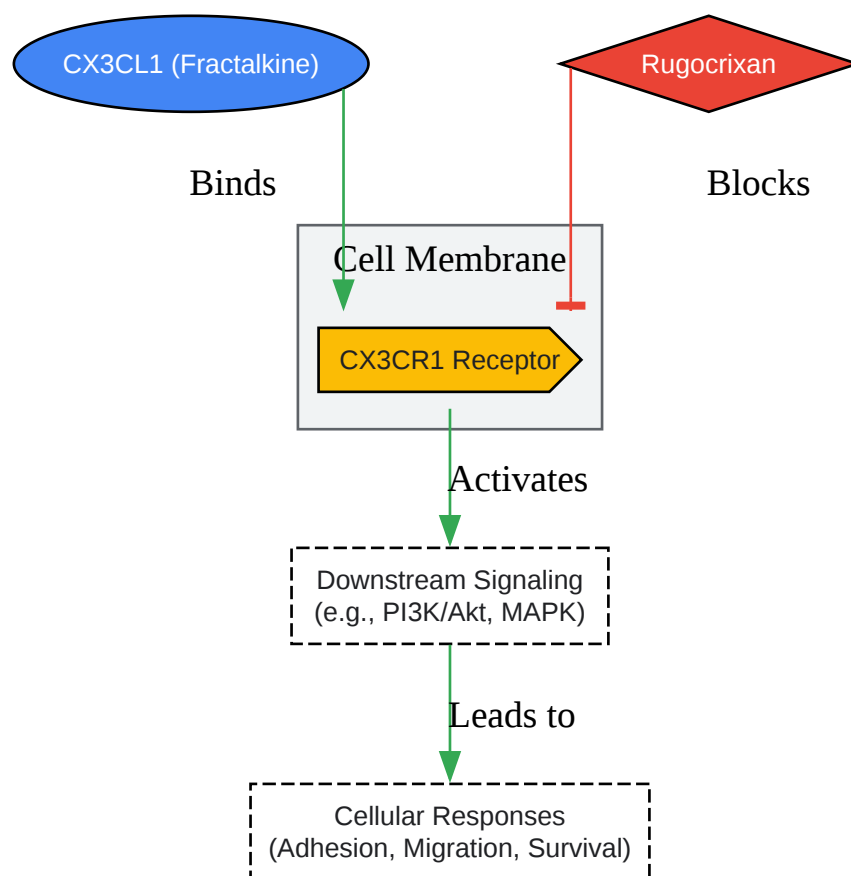 CX3CL1 (Fractalkine)
Rugocrixan
Binds
Blocks
Cell Membrane
CX3CR1 Receptor
Activates
Downstream Signaling
(e.g., PI3K/Akt, MAPK)
Leads to
Cellular Responses
(Adhesion, Migration, Survival)